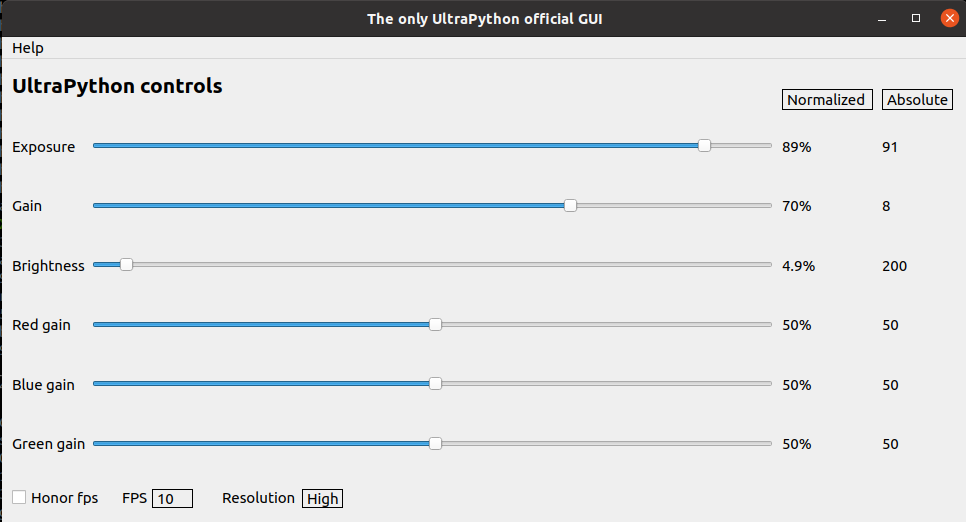 The only UltraPython official GUI
Help
UltraPython controls
Normalized Absolute
Exposure 89% 91
Gain 70% 8
Brightness 4.9% 200
Red gain 50% 50
Blue gain 50% 50
Green gain 50% 50
Honor fps FPS 10 Resolution High